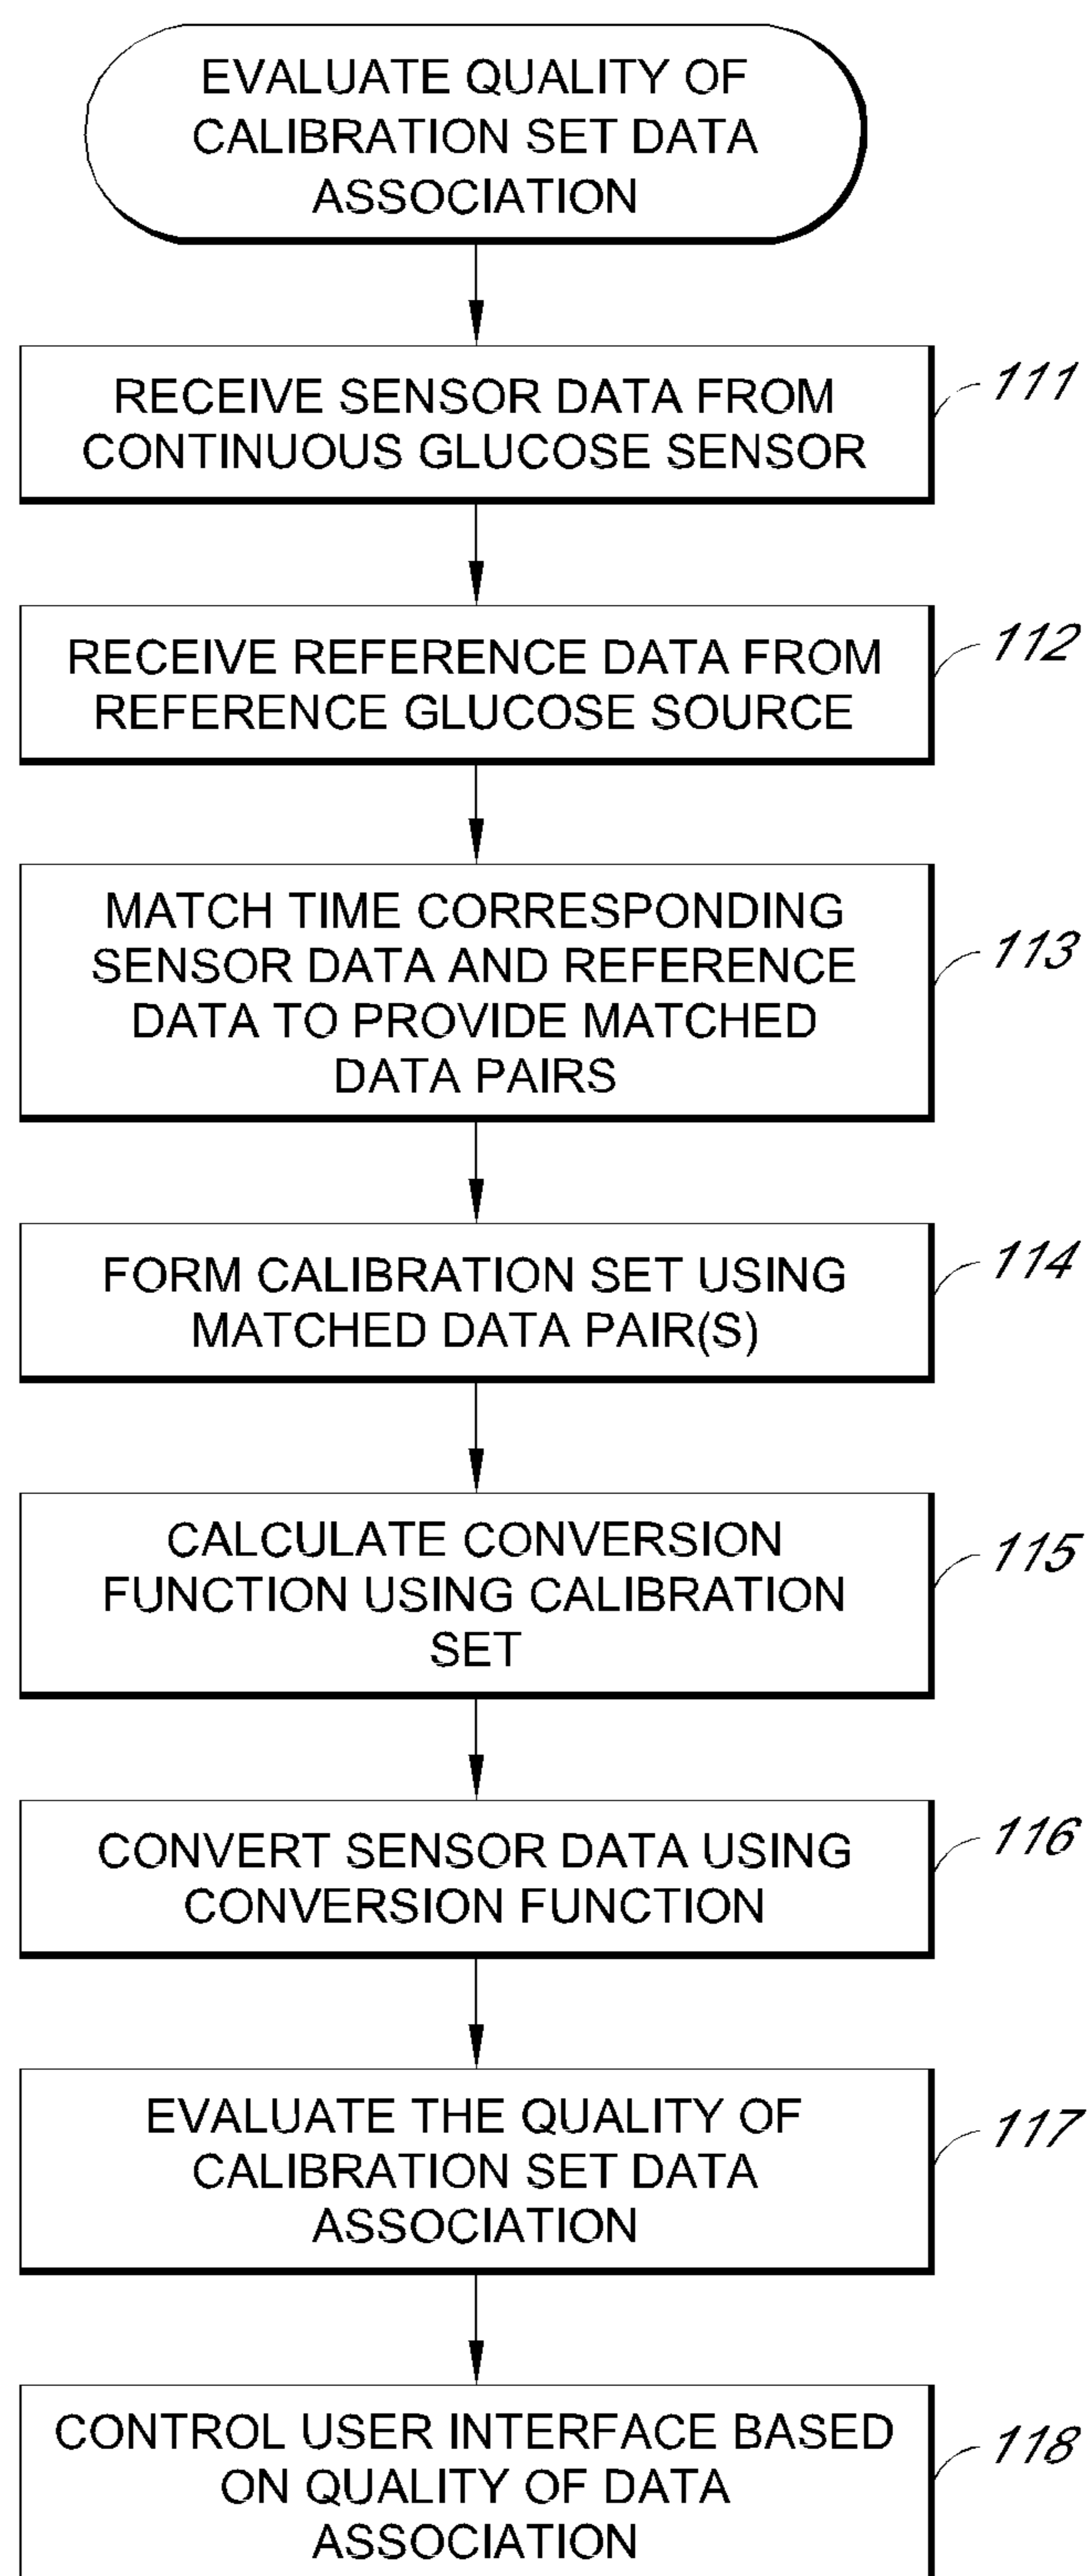 EVALUATE QUALITY OF
CALIBRATION SET DATA
ASSOCIATION
RECEIVE SENSOR DATA FROM
CONTINUOUS GLUCOSE SENSOR
111
RECEIVE REFERENCE DATA FROM
REFERENCE GLUCOSE SOURCE
112
MATCH TIME CORRESPONDING
SENSOR DATA AND REFERENCE
DATA TO PROVIDE MATCHED
DATA PAIRS
113
FORM CALIBRATION SET USING
MATCHED DATA PAIR(S)
114
CALCULATE CONVERSION
FUNCTION USING CALIBRATION
SET
115
CONVERT SENSOR DATA USING
CONVERSION FUNCTION
116
EVALUATE THE QUALITY OF
CALIBRATION SET DATA
ASSOCIATION
117
CONTROL USER INTERFACE BASED
ON QUALITY OF DATA
ASSOCIATION
118